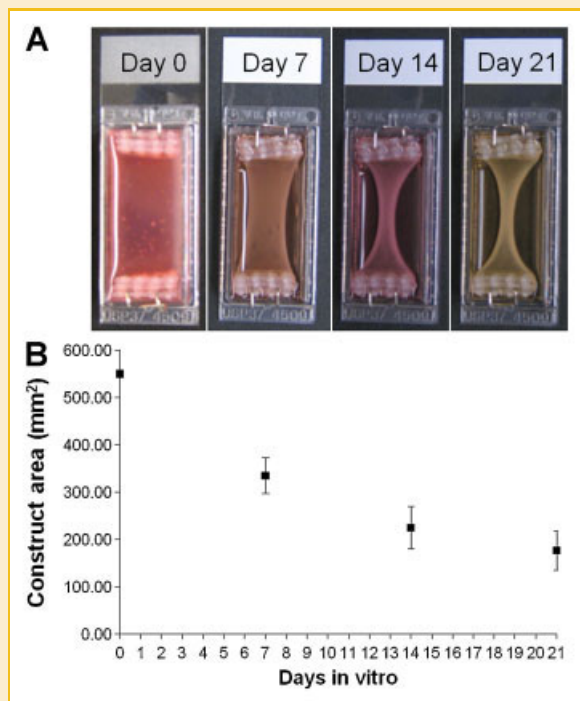 A
Day 0
Day 7
Day 14
Day 21
B
600.00
500.00
400.00
300.00
200.00
100.00
0.00
Construct area (mm²)
0 1 2 3 4 5 6 7 8 9 10 11 12 13 14 15 16 17 18 19 20 21
Days in vitro